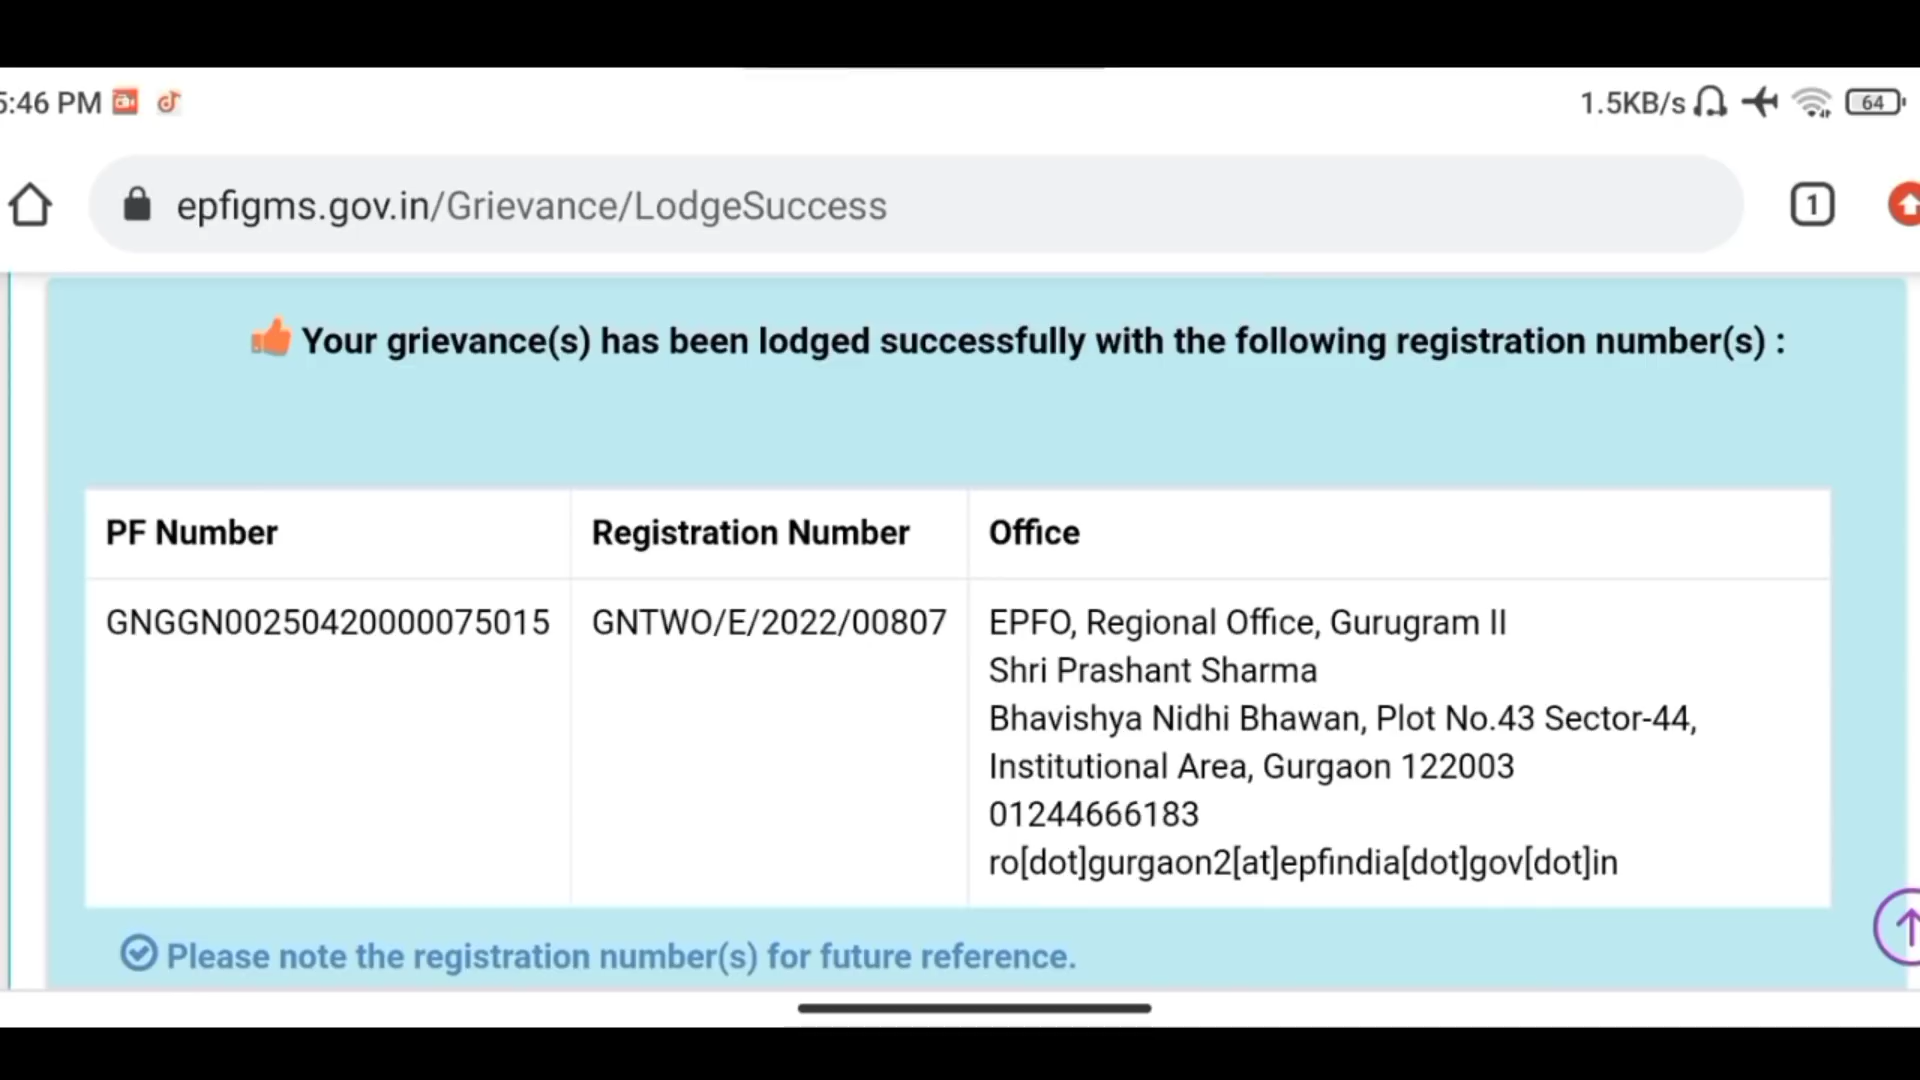 5:46 PM
1.5KB/s
64
epfigms.gov.in/Grievance/LodgeSuccess
1
Your grievance(s) has been lodged successfully with the following registration number(s) :
PF Number
Registration Number
Office
GNGGN00250420000075015
GNTWO/E/2022/00807
EPFO, Regional Office, Gurugram II
Shri Prashant Sharma
Bhavishya Nidhi Bhawan, Plot No.43 Sector-44,
Institutional Area, Gurgaon 122003
01244666183
ro[dot]gurgaon2[at]epfindia[dot]gov[dot]in
Please note the registration number(s) for future reference.